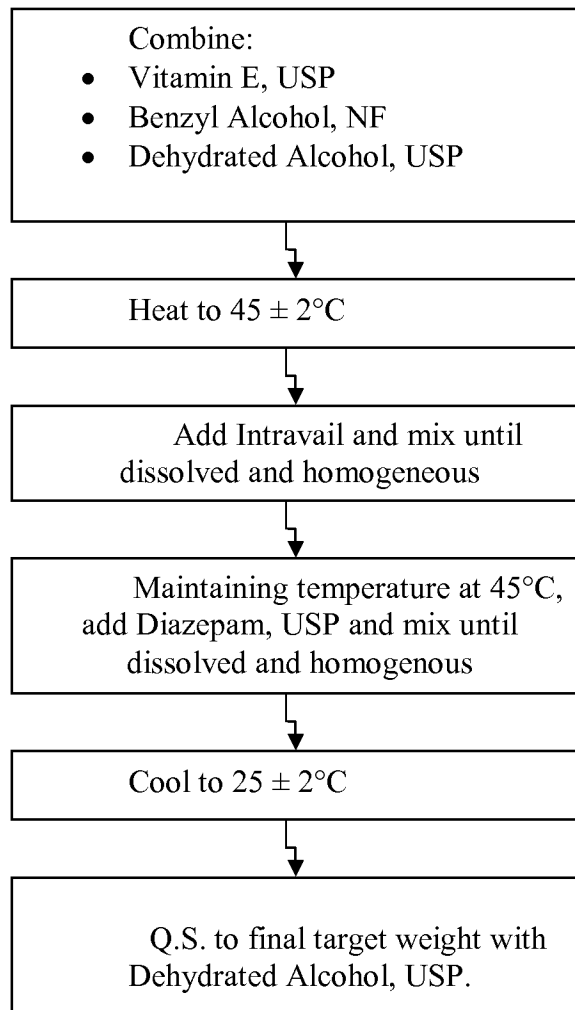 Combine:
• Vitamin E, USP
• Benzyl Alcohol, NF
• Dehydrated Alcohol, USP
Heat to 45 ± 2°C
Add Intravail and mix until
dissolved and homogeneous
Maintaining temperature at 45°C,
add Diazepam, USP and mix until
dissolved and homogenous
Cool to 25 ± 2°C
Q.S. to final target weight with
Dehydrated Alcohol, USP.